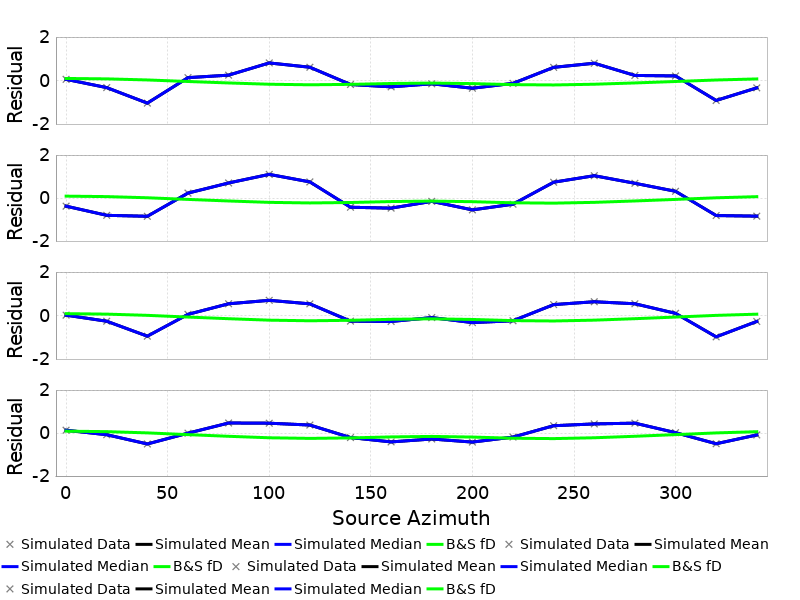 2
Residual
0
-2
2
Residual
0
-2
2
Residual
0
-2
2
Residual
0
-2
0 50 100 150 200 250 300
Source Azimuth
× Simulated Data Simulated Mean Simulated Median B&S fD × Simulated Data Simulated Mean
Simulated Median B&S fD × Simulated Data Simulated Mean Simulated Median B&S fD
× Simulated Data Simulated Mean Simulated Median B&S fD